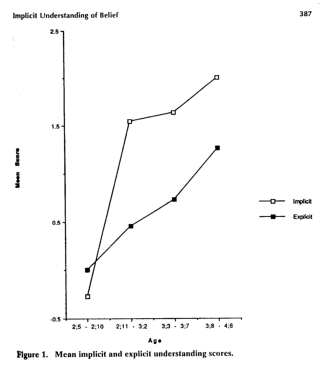 Implicit Understanding of Belief 387
2.5
1.5
Mean Score
0.5
-0.5
Implicit
Explicit
2;5 - 2;10 2;11 - 3;2 3;3 - 3;7 3;8 - 4;6
Age
Figure 1. Mean implicit and explicit understanding scores.